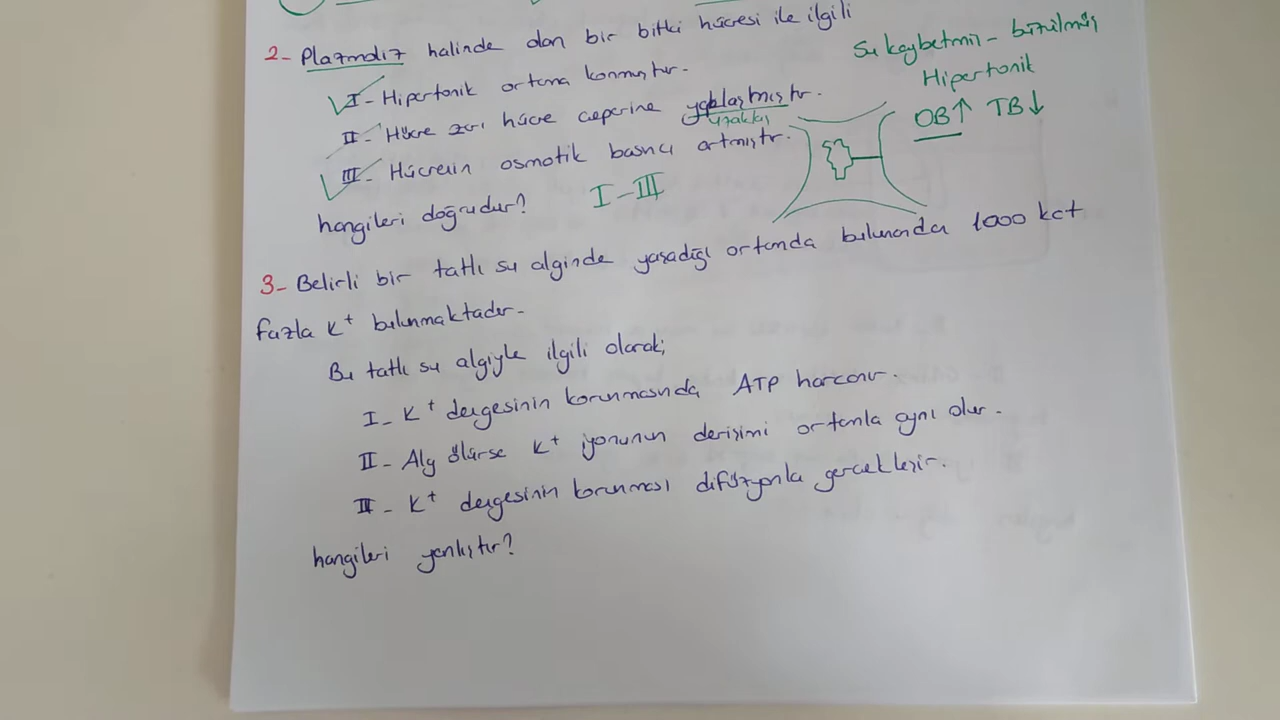 2- Plazmoliz halinde olan bir bitki hücresi ile ilgili
I- Hipertonik ortama konmuştur.
II- Hücre zarı hücre çeperine yaklaşmıştır.
uzaklaş
III- Hücrenin osmotik basıncı artmıştır.
hangileri doğrudur?
I-III
Su kaybetmiş - büzülmüş
Hipertonik
OB↑ TB↓
3- Belirli bir tatlı su alginde yaşadığı ortamda bulunanda 1000 kat
fazla K+ bulunmaktadır.
Bu tatlı su algiyle ilgili olarak;
I- K+ dengesinin korunmasında ATP harcanır.
II- Alg ölürse K+ iyonunun derişimi ortamla aynı olur.
III- K+ dengesinin korunması difüzyonla gerçekleşir.
hangileri yanlıştır?